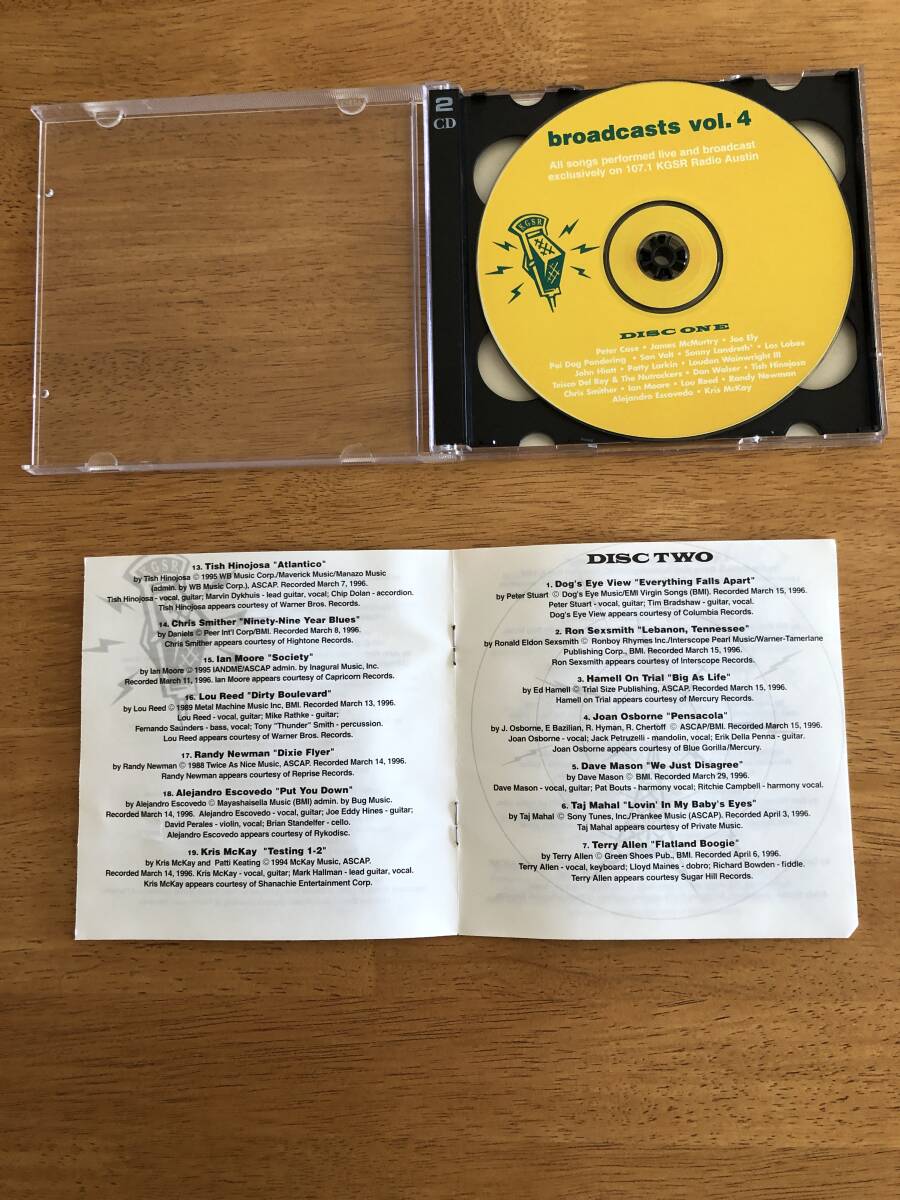 2
CD
broadcasts vol. 4
All songs performed live and broadcast
exclusively on 107.1 KGSR Radio Austin
KGSR
DISC ONE
Peter Case • James McMurtry • Joe Ely
Poi Dog Pondering • Son Volt • Sonny Landreth • Los Lobos
John Hiatt • Patty Larkin • Loudon Wainwright III
Teisco Del Rey & The Nutrockers • Don Walser • Tish Hinojosa
Chris Smither • Ian Moore • Lou Reed • Randy Newman
Alejandro Escovedo • Kris McKay
KGSR
13. Tish Hinojosa "Atlantico"
by Tish Hinojosa © 1995 WB Music Corp./Maverick Music/Manazo Music
(admin. by WB Music Corp.), ASCAP. Recorded March 7, 1996.
Tish Hinojosa - vocal, guitar; Marvin Dykhuis - lead guitar, vocal; Chip Dolan - accordion.
Tish Hinojosa appears courtesy of Warner Bros. Records.
14. Chris Smither "Ninety-Nine Year Blues"
by Daniels © Peer Int'l Corp/BMI. Recorded March 8, 1996.
Chris Smither appears courtesy of Hightone Records.
15. Ian Moore "Society"
by Ian Moore © 1995 IANDME/ASCAP admin. by Inagural Music, Inc.
Recorded March 11, 1996. Ian Moore appears courtesy of Capricorn Records.
16. Lou Reed "Dirty Boulevard"
by Lou Reed © 1989 Metal Machine Music Inc, BMI. Recorded March 13, 1996.
Lou Reed - vocal, guitar; Mike Rathke - guitar;
Fernando Saunders - bass, vocal; Tony "Thunder" Smith - percussion.
Lou Reed appears courtesy of Warner Bros. Records.
17. Randy Newman "Dixie Flyer"
by Randy Newman © 1988 Twice As Nice Music, ASCAP. Recorded March 14, 1996.
Randy Newman appears courtesy of Reprise Records.
18. Alejandro Escovedo "Put You Down"
by Alejandro Escovedo © Mayashaisella Music (BMI) admin. by Bug Music.
Recorded March 14, 1996. Alejandro Escovedo - vocal, guitar; Joe Eddy Hines - guitar;
David Perales - violin, vocal; Brian Standelfer - cello.
Alejandro Escovedo appears courtesy of Rykodisc.
19. Kris McKay "Testing 1-2"
by Kris McKay and Patti Keating © 1994 McKay Music, ASCAP.
Recorded March 14, 1996. Kris McKay - vocal, guitar; Mark Hallman - lead guitar, vocal.
Kris McKay appears courtesy of Shanachie Entertainment Corp.
DISC TWO
1. Dog's Eye View "Everything Falls Apart"
by Peter Stuart © Dog's Eye Music/EMI Virgin Songs (BMI). Recorded March 15, 1996.
Peter Stuart - vocal, guitar; Tim Bradshaw - guitar, vocal.
Dog's Eye View appears courtesy of Columbia Records.
2. Ron Sexsmith "Lebanon, Tennessee"
by Ronald Eldon Sexsmith © Ronboy Rhymes Inc./Interscope Pearl Music/Warner-Tamerlane
Publishing Corp., BMI. Recorded March 15, 1996.
Ron Sexsmith appears courtesy of Interscope Records.
3. Hamell On Trial "Big As Life"
by Ed Hamell © Trial Size Publishing, ASCAP. Recorded March 15, 1996.
Hamell on Trial appears courtesy of Mercury Records.
4. Joan Osborne "Pensacola"
by J. Osborne, E Bazilian, R. Hyman, R. Chertoff © ASCAP/BMI. Recorded March 15, 1996.
Joan Osborne - vocal; Jack Petruzelli - mandolin, vocal; Erik Della Penna - guitar.
Joan Osborne appears courtesy of Blue Gorilla/Mercury.
5. Dave Mason "We Just Disagree"
by Dave Mason © BMI. Recorded March 29, 1996.
Dave Mason - vocal, guitar; Pat Bouts - harmony vocal; Ritchie Campbell - harmony vocal.
6. Taj Mahal "Lovin' In My Baby's Eyes"
by Taj Mahal © Sony Tunes, Inc./Prankee Music (ASCAP). Recorded April 3, 1996.
Taj Mahal appears courtesy of Private Music.
7. Terry Allen "Flatland Boogie"
by Terry Allen © Green Shoes Pub., BMI. Recorded April 6, 1996.
Terry Allen - vocal, keyboard; Lloyd Maines - dobro; Richard Bowden - fiddle.
Terry Allen appears courtesy Sugar Hill Records.